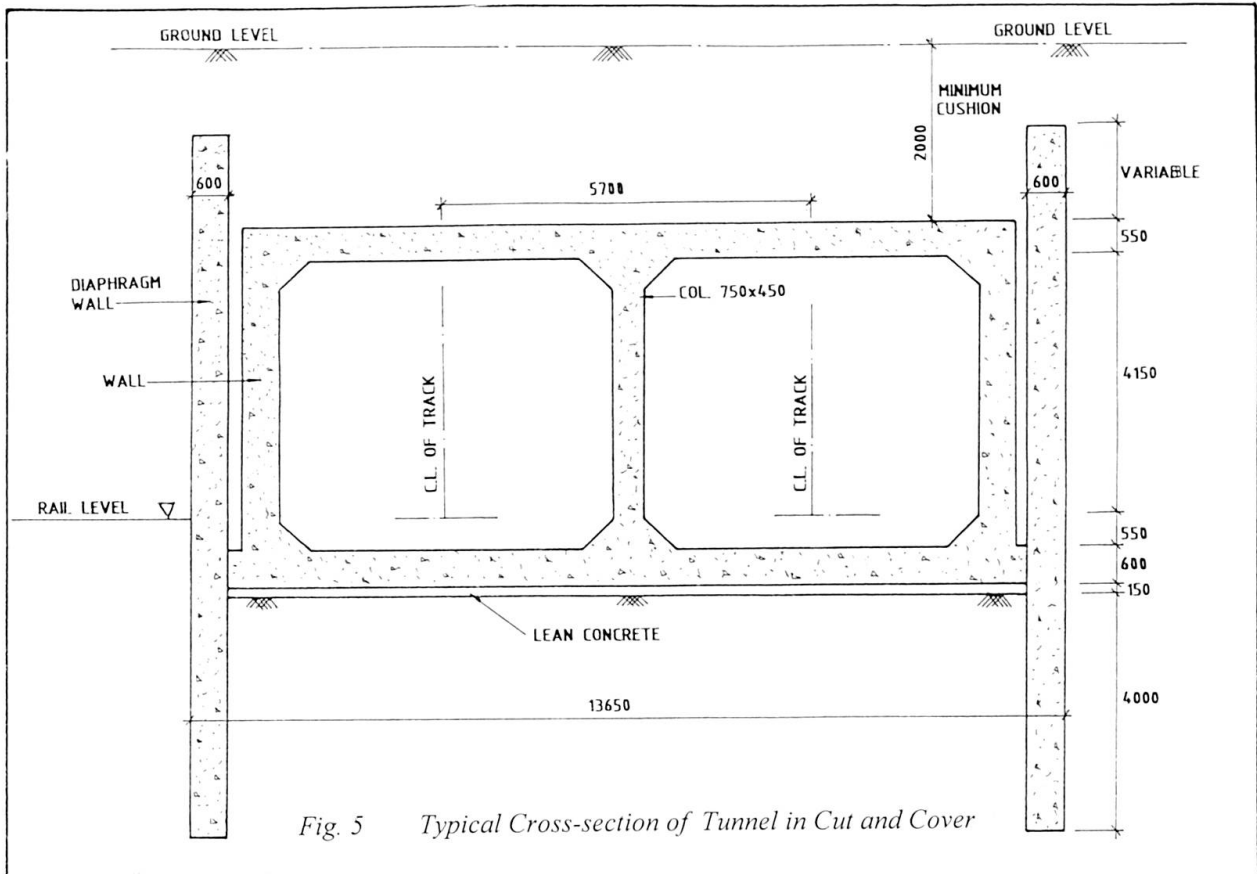 GROUND LEVEL
GROUND LEVEL
MINIMUM
CUSHION
2000
VARIABLE
600
5700
600
550
DIAPHRAGM
WALL
COL. 750x450
WALL
4150
C.L. OF TRACK
C.L. OF TRACK
RAIL LEVEL
550
600
150
LEAN CONCRETE
4000
13650
Fig. 5 Typical Cross-section of Tunnel in Cut and Cover